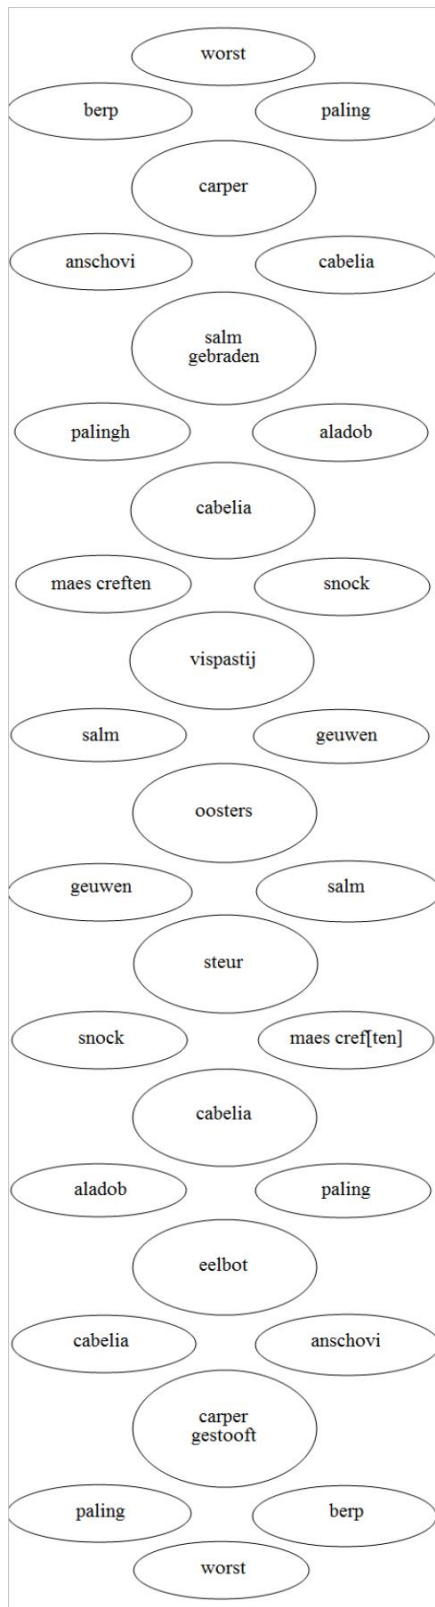 worst
berp
paling
carper
anschovi
cabelia
salm
gebraden
palingh
aladob
cabelia
maes creften
snock
vispastij
salm
geuwen
oosters
geuwen
salm
steur
snock
maes cref[ten]
cabelia
aladob
paling
eelbot
cabelia
anschovi
carper
gestooft
paling
berp
worst